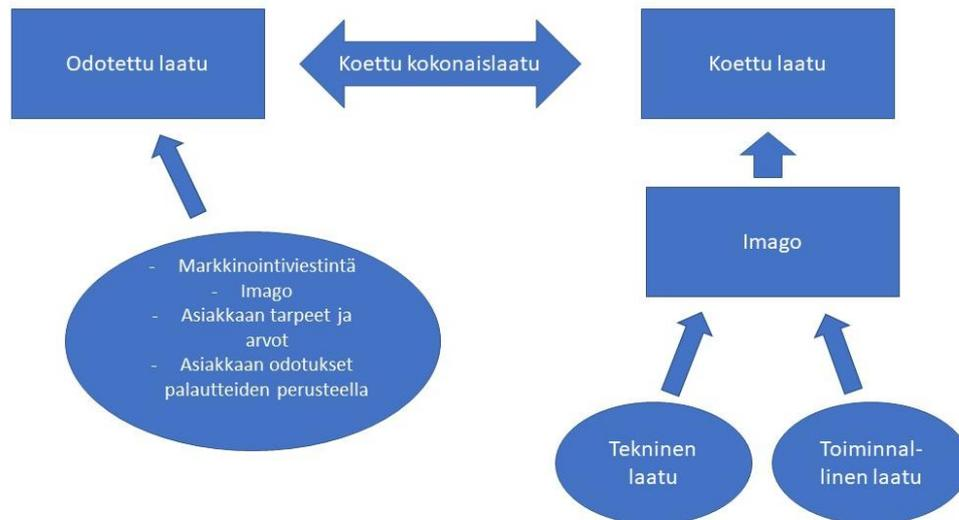 Odotettu laatu
Koettu kokonaislaatu
Koettu laatu
Imago
- Markkinointiviestintä
- Imago
- Asiakkaan tarpeet ja
arvot
- Asiakkaan odotukset
palautteiden perusteella
Tekninen
laatu
Toiminnal-
linen laatu